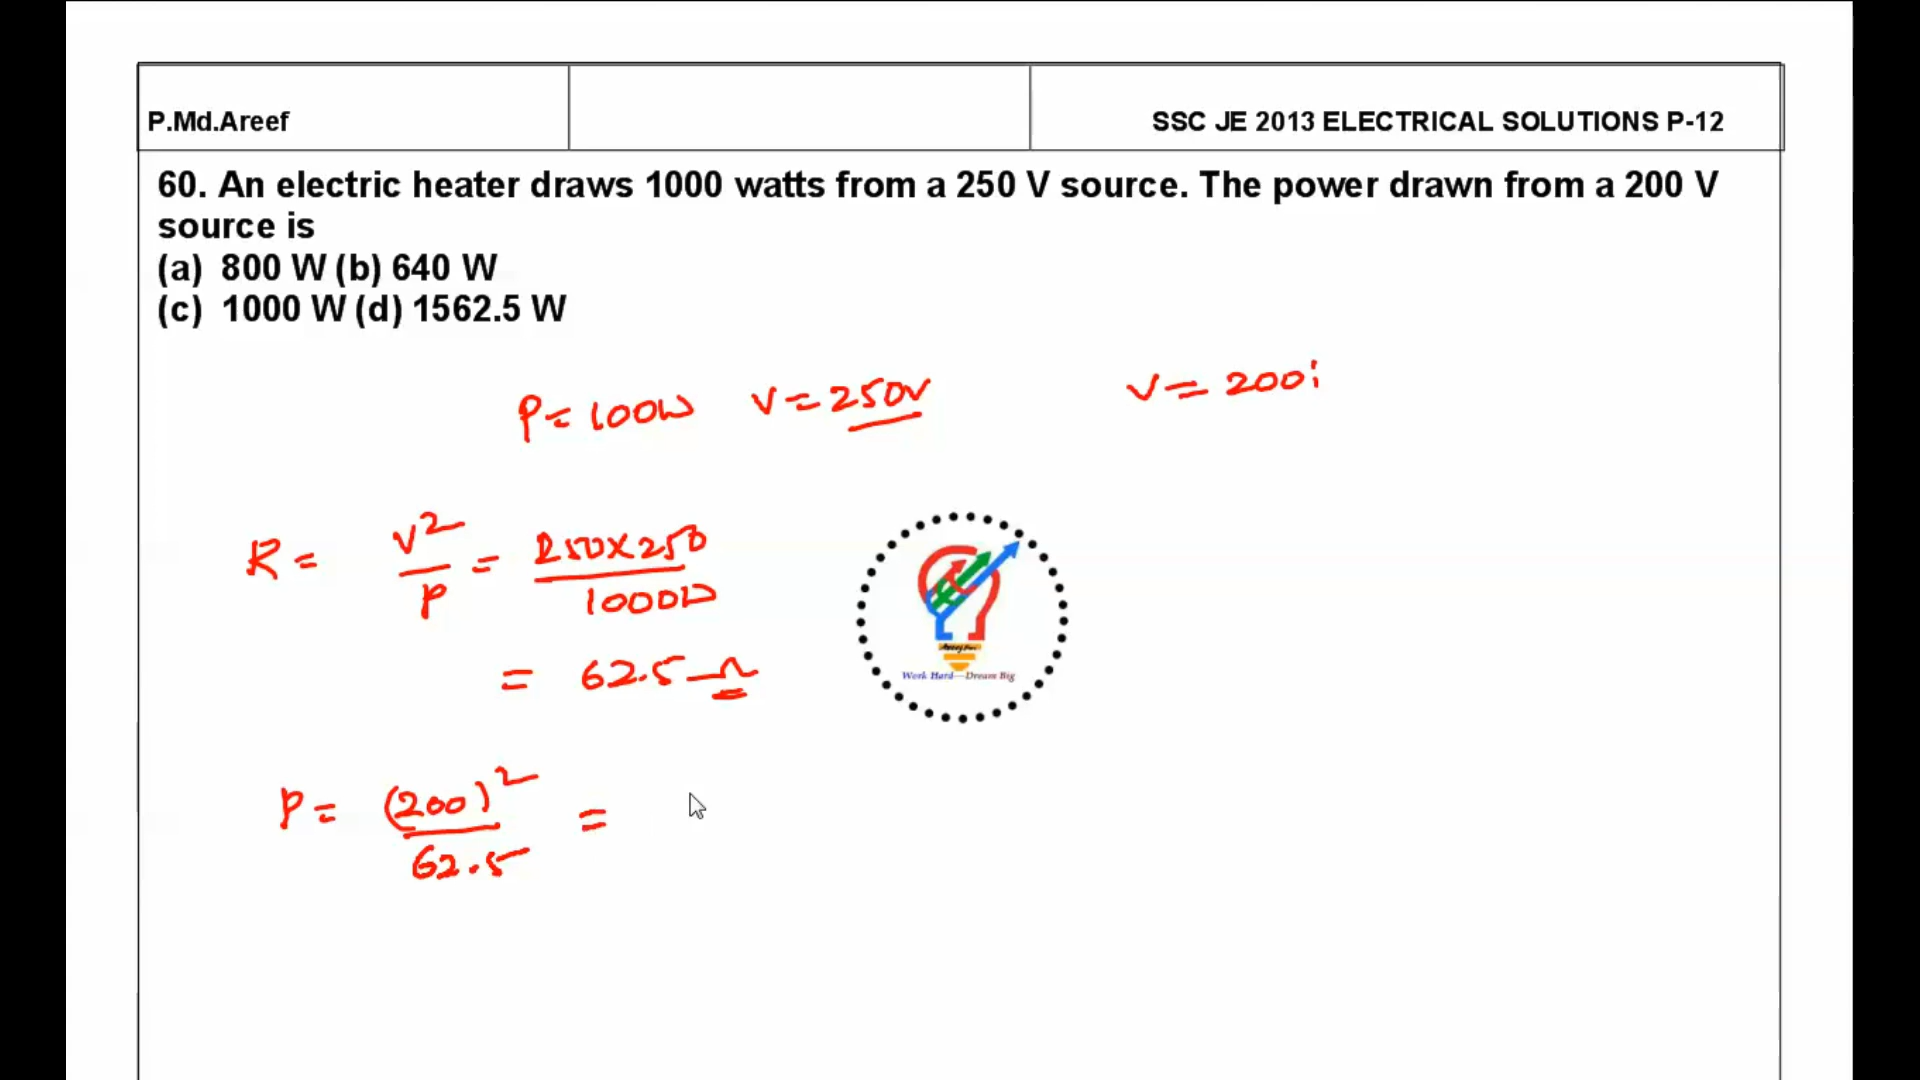 P.Md.Areef
SSC JE 2013 ELECTRICAL SOLUTIONS P-12
60. An electric heater draws 1000 watts from a 250 V source. The power drawn from a 200 V
source is
(a) 800 W (b) 640 W
(c) 1000 W (d) 1562.5 W
P = 100W V = 250V V = 200i
R = V² / P = 250×250 / 1000W
= 62.5 Ω
P = (200)² / 62.5 =
Work Hard—Dream Big